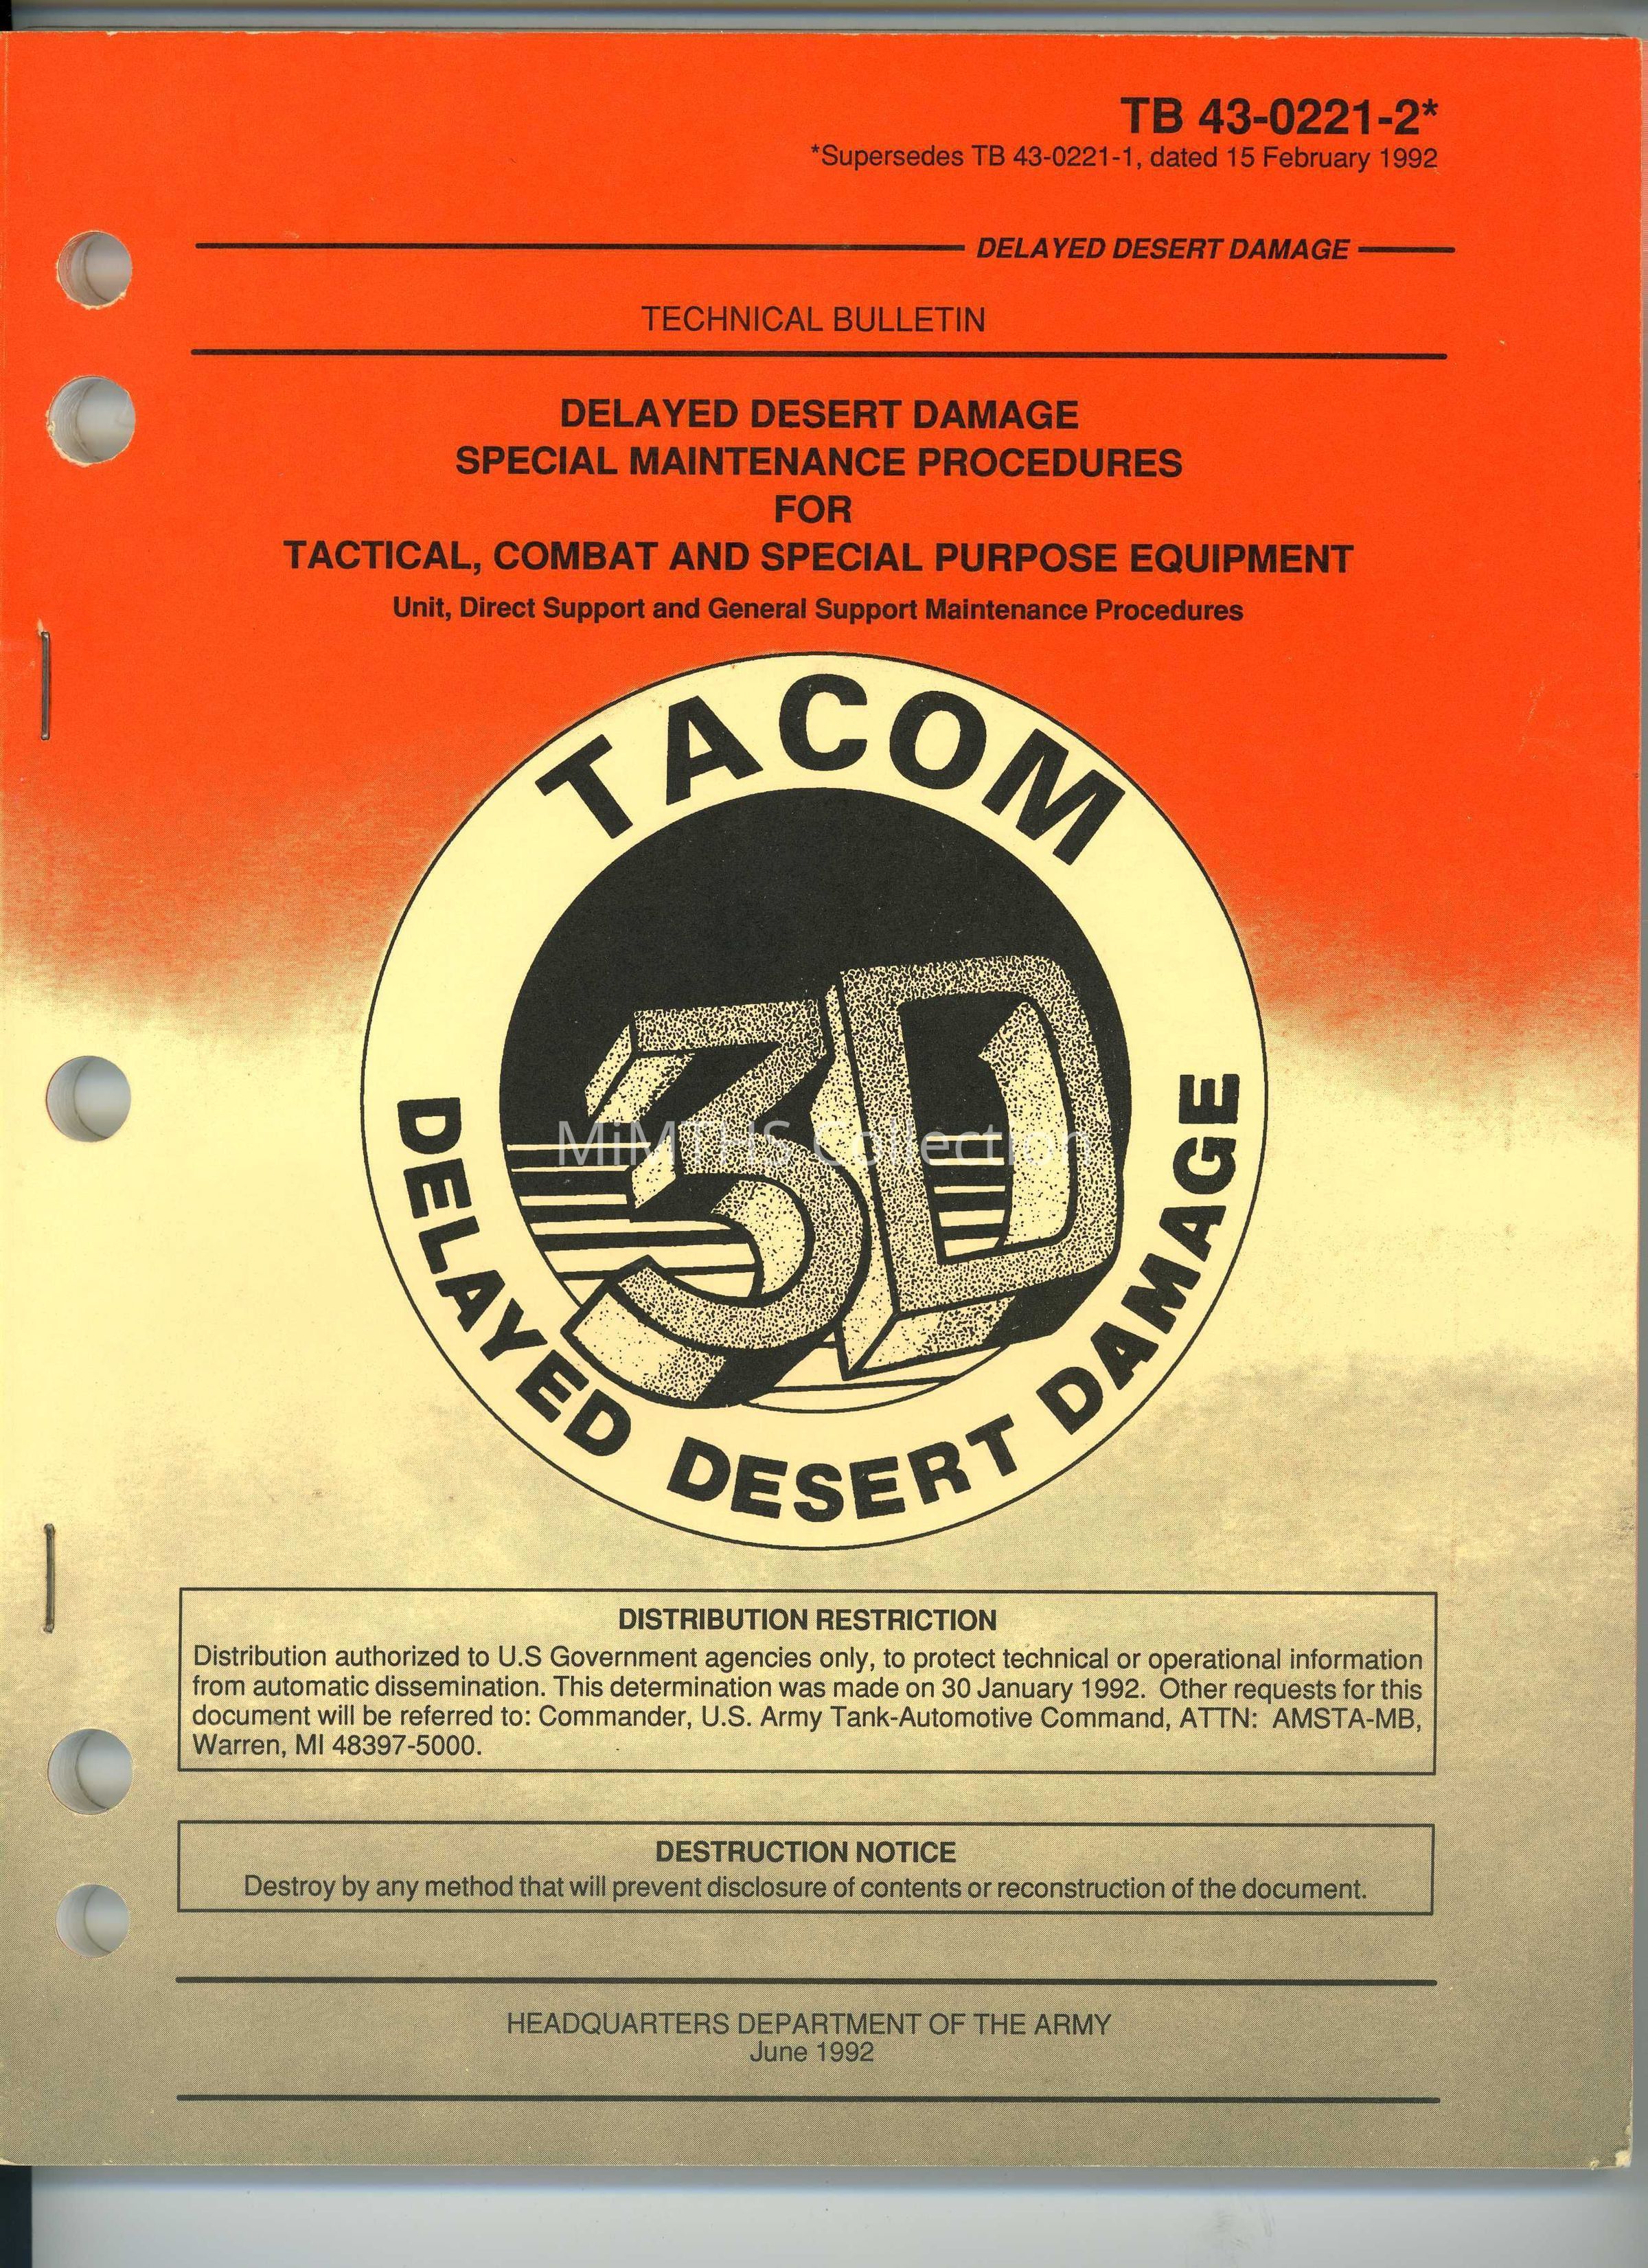 TB 43-0221-2*
*Supersedes TB 43-0221-1, dated 15 February 1992
DELAYED DESERT DAMAGE
TECHNICAL BULLETIN
DELAYED DESERT DAMAGE
SPECIAL MAINTENANCE PROCEDURES
FOR
TACTICAL, COMBAT AND SPECIAL PURPOSE EQUIPMENT
Unit, Direct Support and General Support Maintenance Procedures
TACOM
3D
MiMTHS Collection
DELAYED DESERT DAMAGE
DISTRIBUTION RESTRICTION
Distribution authorized to U.S Government agencies only, to protect technical or operational information
from automatic dissemination. This determination was made on 30 January 1992. Other requests for this
document will be referred to: Commander, U.S. Army Tank-Automotive Command, ATTN: AMSTA-MB,
Warren, MI 48397-5000.
DESTRUCTION NOTICE
Destroy by any method that will prevent disclosure of contents or reconstruction of the document.
HEADQUARTERS DEPARTMENT OF THE ARMY
June 1992